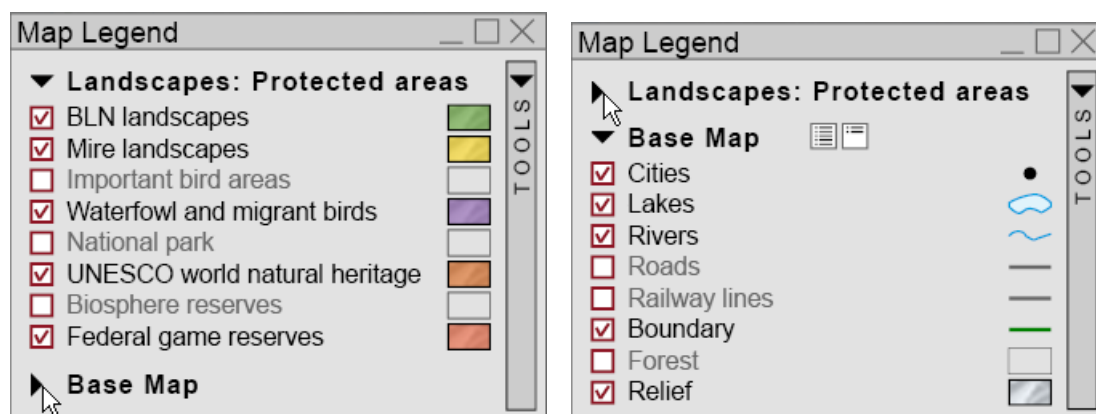 Map Legend
Landscapes: Protected areas
BLN landscapes
Mire landscapes
Important bird areas
Waterfowl and migrant birds
National park
UNESCO world natural heritage
Biosphere reserves
Federal game reserves
Base Map
TOOLS
Map Legend
Landscapes: Protected areas
Base Map
Cities
Lakes
Rivers
Roads
Railway lines
Boundary
Forest
Relief
TOOLS